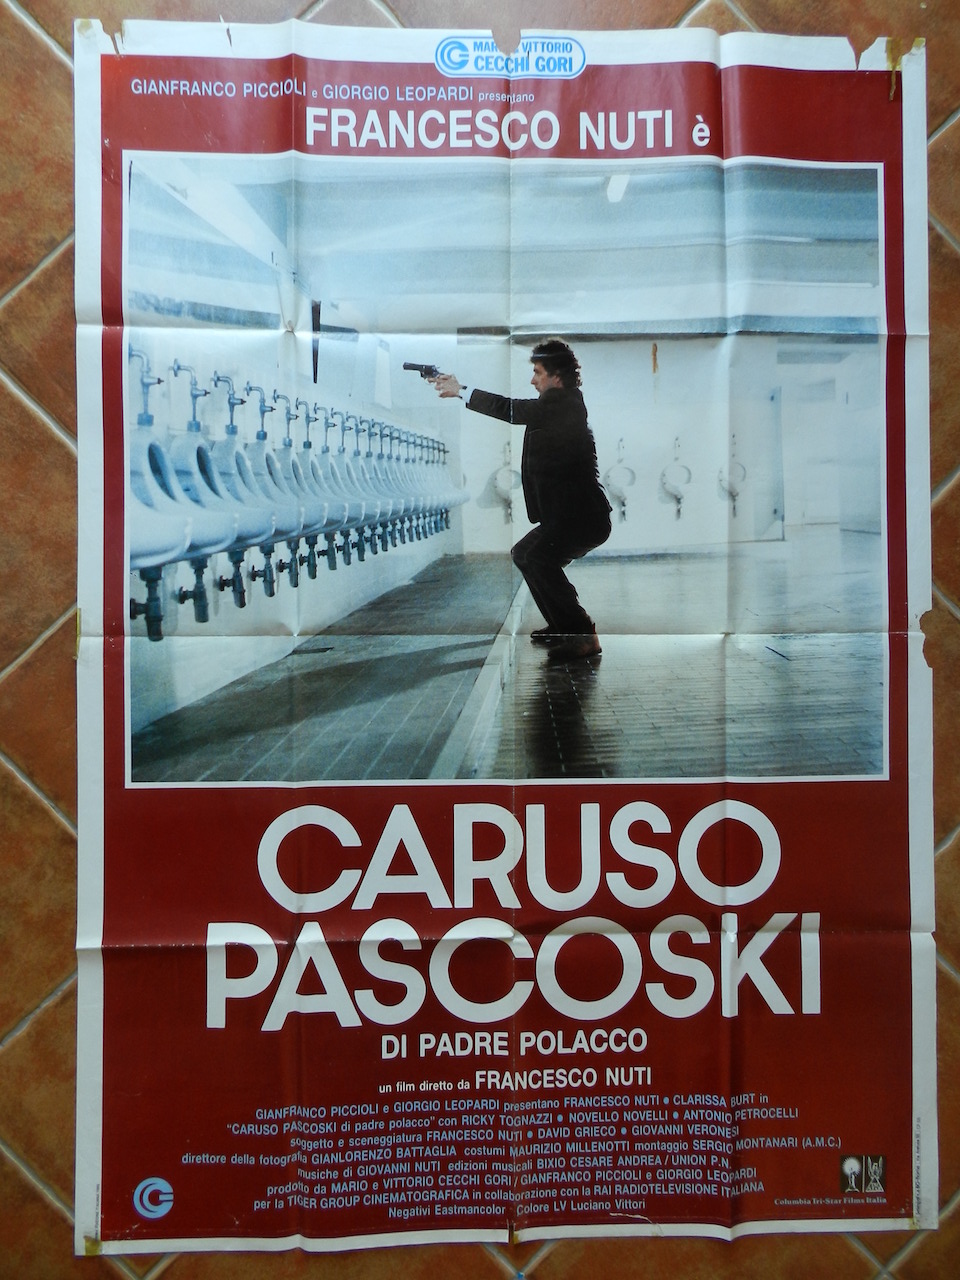 MARIO e VITTORIO
CECCHI GORI
GIANFRANCO PICCIOLI e GIORGIO LEOPARDI presentano
FRANCESCO NUTI è
CARUSO
PASCOSKI
DI PADRE POLACCO
un film diretto da FRANCESCO NUTI
GIANFRANCO PICCIOLI e GIORGIO LEOPARDI presentano FRANCESCO NUTI • CLARISSA BURT in
"CARUSO PASCOSKI di padre polacco" con RICKY TOGNAZZI • NOVELLO NOVELLI • ANTONIO PETROCELLI
soggetto e sceneggiatura FRANCESCO NUTI • DAVID GRIECO • GIOVANNI VERONESI
direttore della fotografia GIANLORENZO BATTAGLIA costumi MAURIZIO MILLENOTTI montaggio SERGIO MONTANARI (A.M.C.)
musiche di GIOVANNI NUTI edizioni musicali BIXIO CESARE ANDREA / UNION P.N.
prodotto da MARIO e VITTORIO CECCHI GORI / GIANFRANCO PICCIOLI e GIORGIO LEOPARDI
per la TIGER GROUP CINEMATOGRAFICA in collaborazione con la RAI RADIOTELEVISIONE ITALIANA
Negativi Eastmancolor - Colore LV Luciano Vittori
Columbia Tri-Star Films Italia